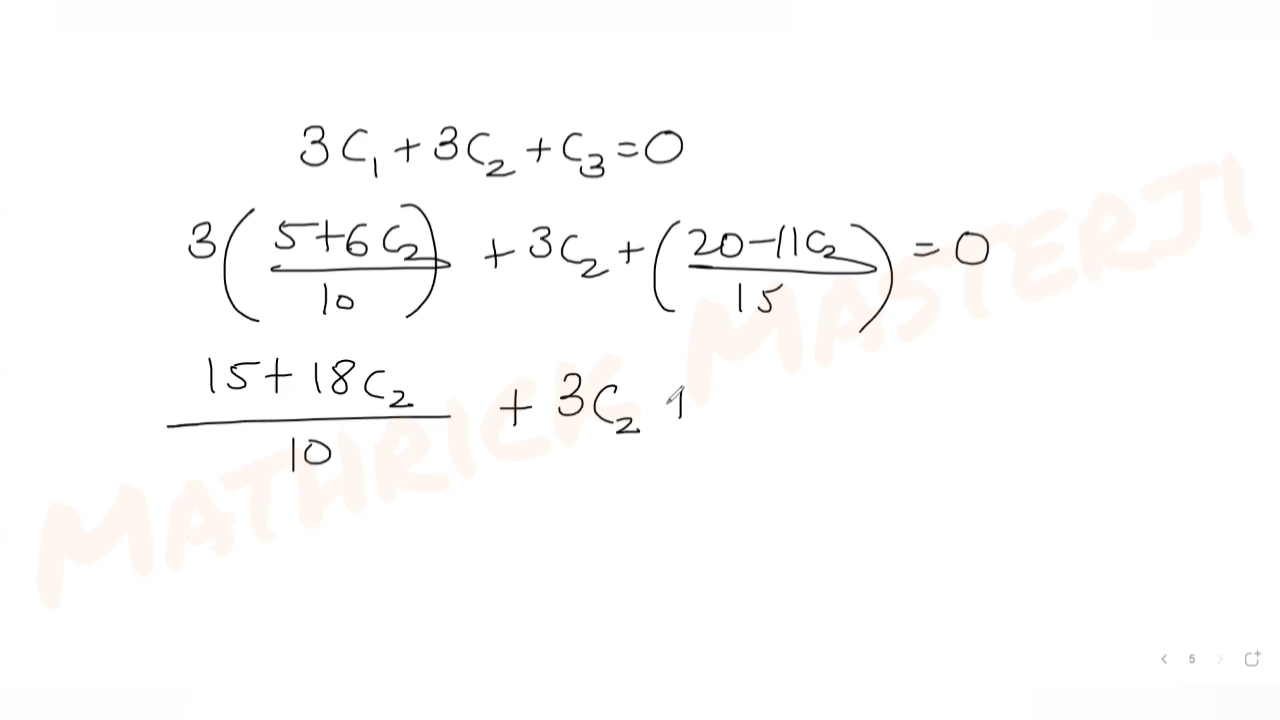 3C₁ + 3C₂ + C₃ = 0
3((5+6C₂)/10) + 3C₂ + ((20-11C₂)/15) = 0
(15+18C₂)/10 + 3C₂
MATHRICK MASTERJI
5